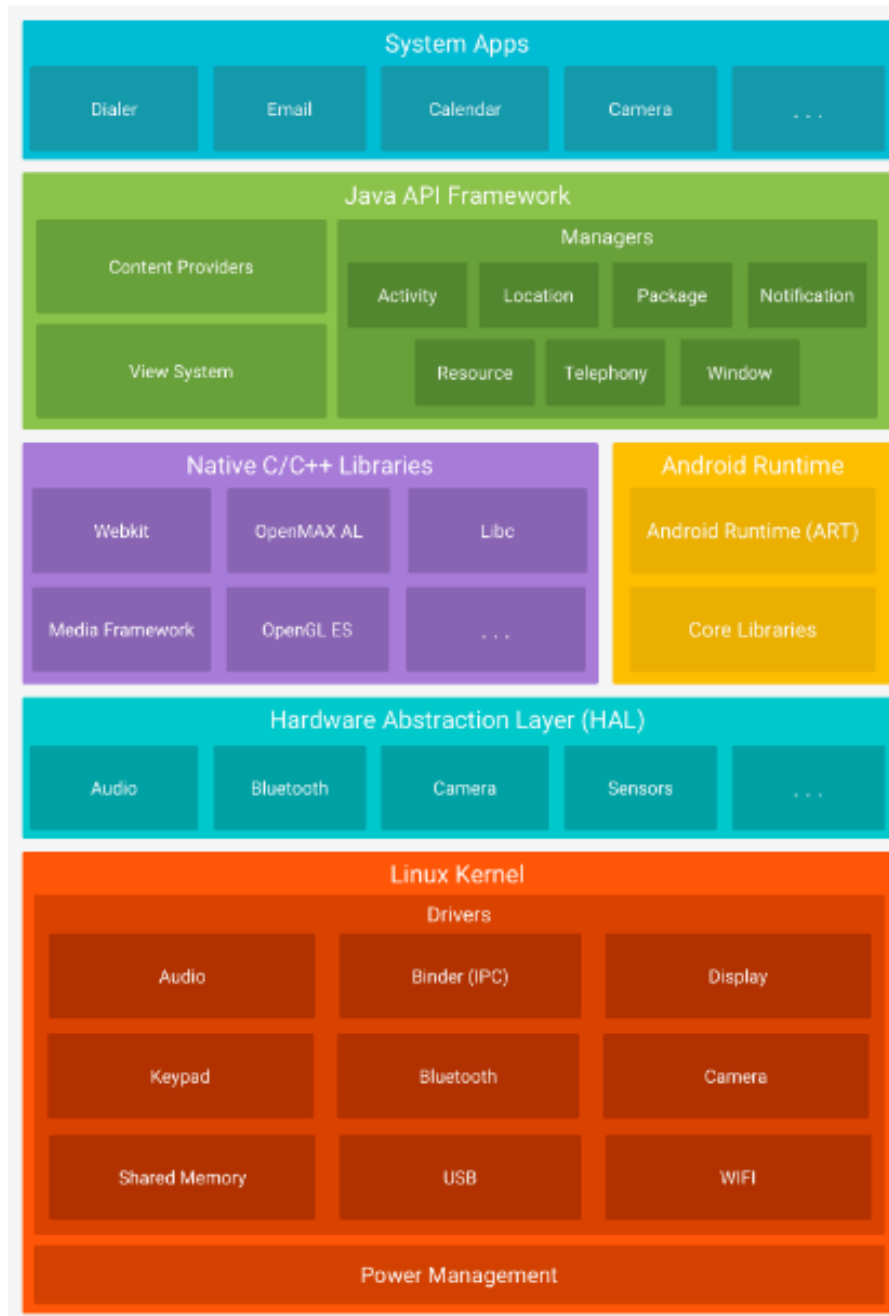 System Apps
Dialer Email Calendar Camera . . .
Java API Framework
Content Providers
View System
Managers
Activity Location Package Notification
Resource Telephony Window
Native C/C++ Libraries
Webkit OpenMAX AL Libc
Media Framework OpenGL ES . . .
Android Runtime
Android Runtime (ART)
Core Libraries
Hardware Abstraction Layer (HAL)
Audio Bluetooth Camera Sensors . . .
Linux Kernel
Drivers
Audio Binder (IPC) Display
Keypad Bluetooth Camera
Shared Memory USB WIFI
Power Management